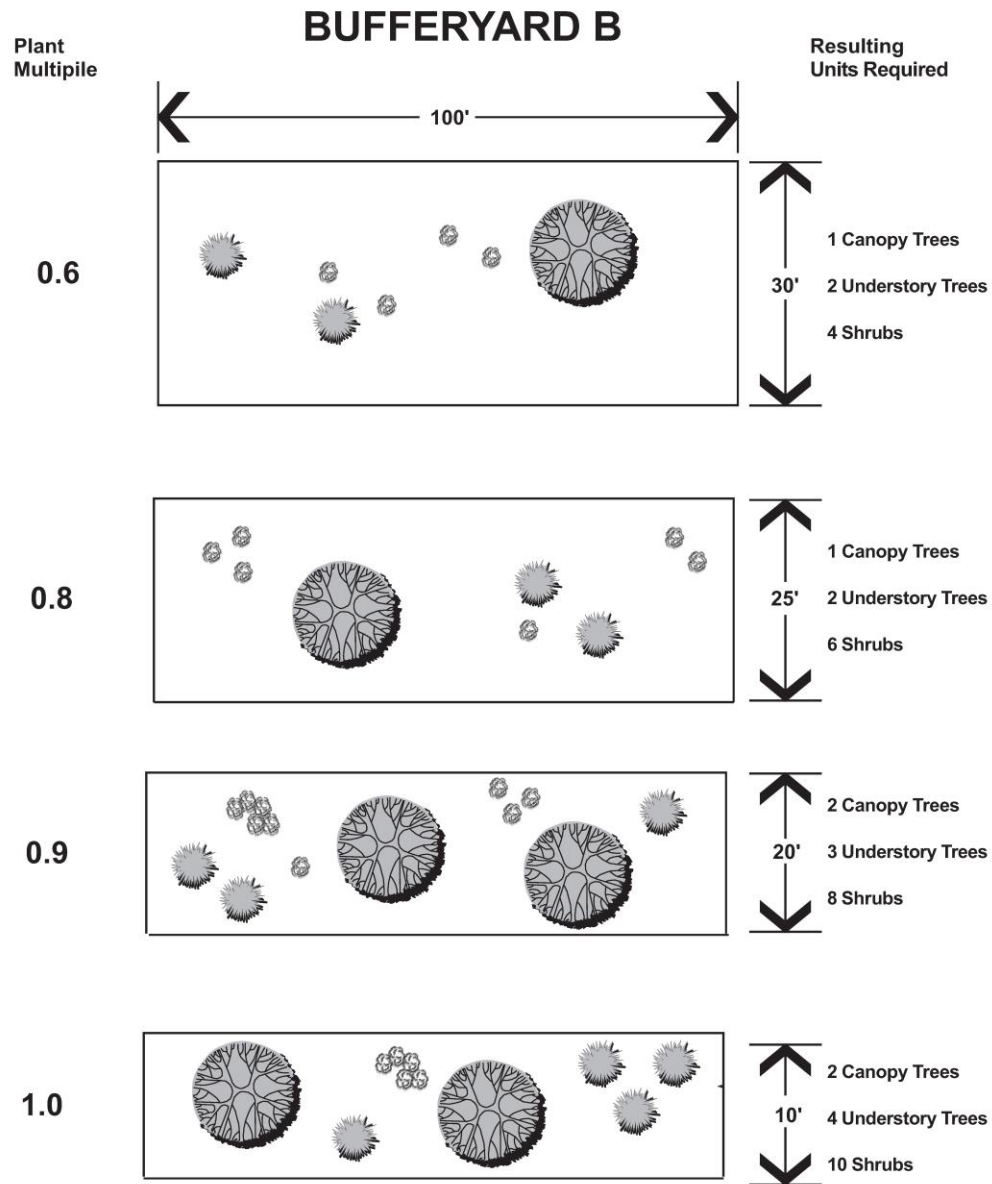 BUFFERYARD B
Plant
Multipile
Resulting
Units Required
100'
0.6
30'
1 Canopy Trees
2 Understory Trees
4 Shrubs
0.8
25'
1 Canopy Trees
2 Understory Trees
6 Shrubs
0.9
20'
2 Canopy Trees
3 Understory Trees
8 Shrubs
1.0
10'
2 Canopy Trees
4 Understory Trees
10 Shrubs